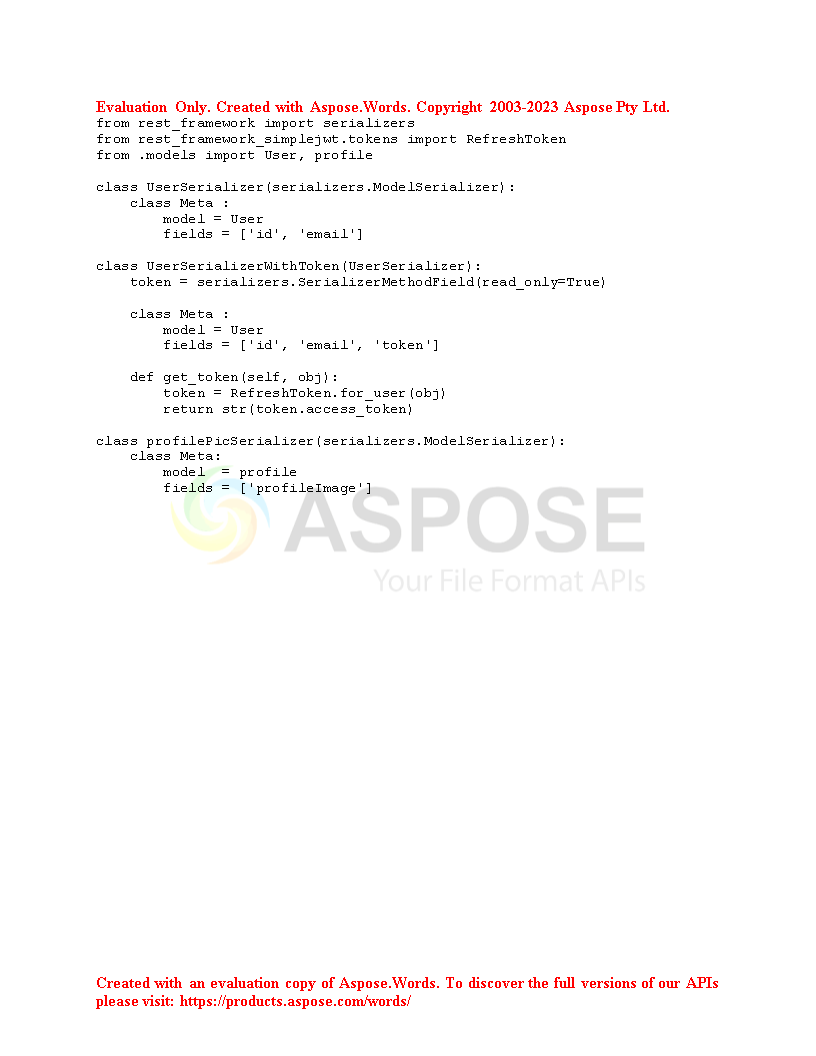 Evaluation Only. Created with Aspose.Words. Copyright 2003-2023 Aspose Pty Ltd.
from rest_framework import serializers
from rest_framework_simplejwt.tokens import RefreshToken
from .models import User, profile

class UserSerializer(serializers.ModelSerializer):
    class Meta :
        model = User
        fields = ['id', 'email']

class UserSerializerWithToken(UserSerializer):
    token = serializers.SerializerMethodField(read_only=True)

    class Meta :
        model = User
        fields = ['id', 'email', 'token']

    def get_token(self, obj):
        token = RefreshToken.for_user(obj)
        return str(token.access_token)

class profilePicSerializer(serializers.ModelSerializer):
    class Meta:
        model  = profile
        fields = ['profileImage']
ASPOSE
Your File Format APIs
Created with an evaluation copy of Aspose.Words. To discover the full versions of our APIs
please visit: https://products.aspose.com/words/